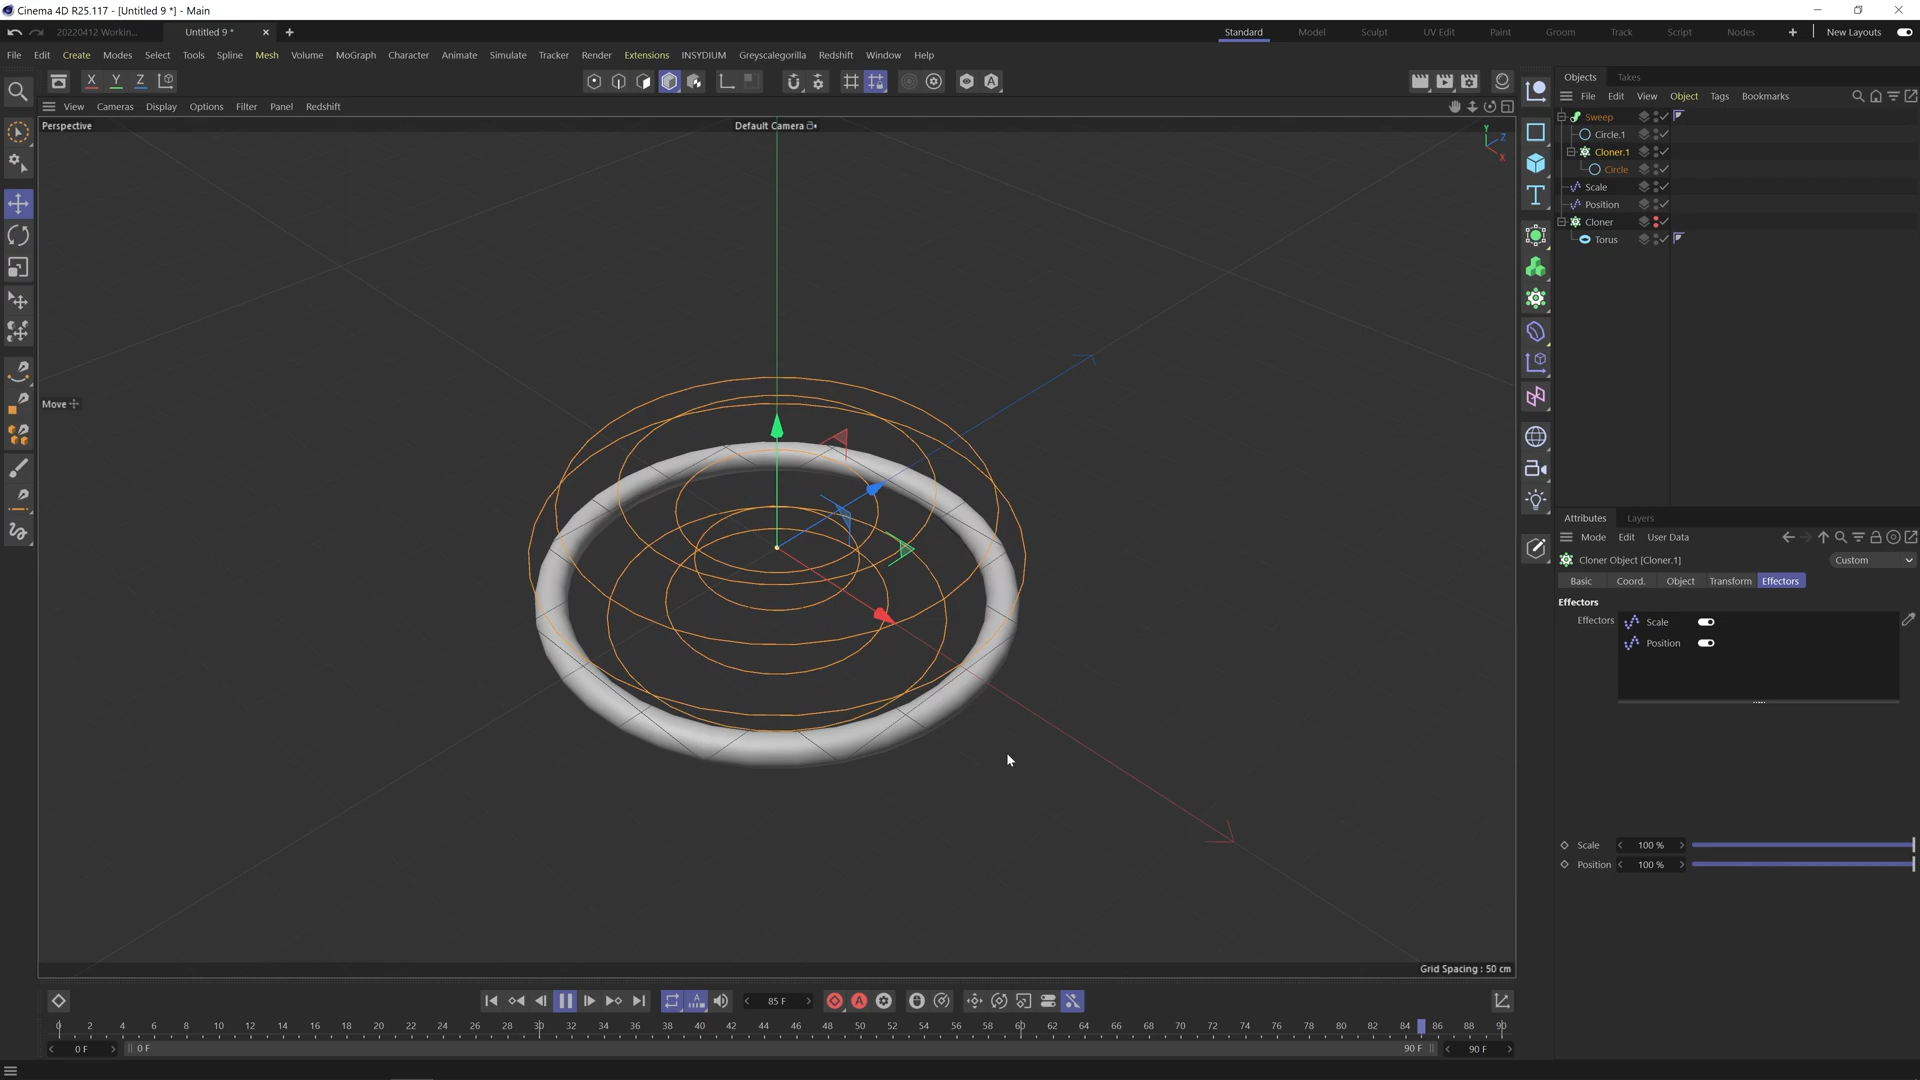 Cinema 4D R25.117 - [Untitled 9 *] - Main
20220412 Workin...
Untitled 9 *
Standard
Model
Sculpt
UV Edit
Paint
Groom
Track
Script
Nodes
New Layouts
File Edit Create Modes Select Tools Spline Mesh Volume MoGraph Character Animate Simulate Tracker Render Extensions INSYDIUM Greyscalegorilla Redshift Window Help
X Y Z
View Cameras Display Options Filter Panel Redshift
Perspective
Default Camera
Y
Z
X
Move
Grid Spacing : 50 cm
Objects Takes
File Edit View Object Tags Bookmarks
Sweep
Circle.1
Cloner.1
Circle
Scale
Position
Cloner
Torus
Attributes Layers
Mode Edit User Data
Cloner Object [Cloner.1]
Custom
Basic Coord. Object Transform Effectors
Effectors
Effectors
Scale
Position
Scale 100 %
Position 100 %
85 F
0 2 4 6 8 10 12 14 16 18 20 22 24 26 28 30 32 34 36 38 40 42 44 46 48 50 52 54 56 58 60 62 64 66 68 70 72 74 76 78 80 82 84 86 88 90
0 F
0 F
90 F
90 F